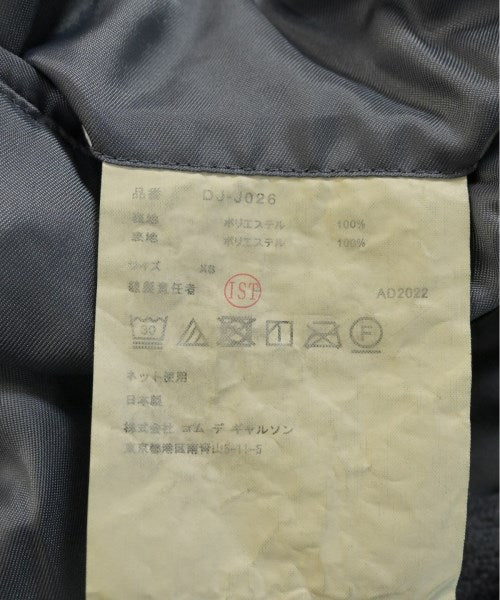 品番 DJ-J026
表地 ポリエステル 100%
裏地 ポリエステル 100%
サイズ XS
縫製責任者 IST AD2022
30 F
ネット使用
日本製
株式会社 コム デ ギャルソン
東京都港区南青山5-11-5